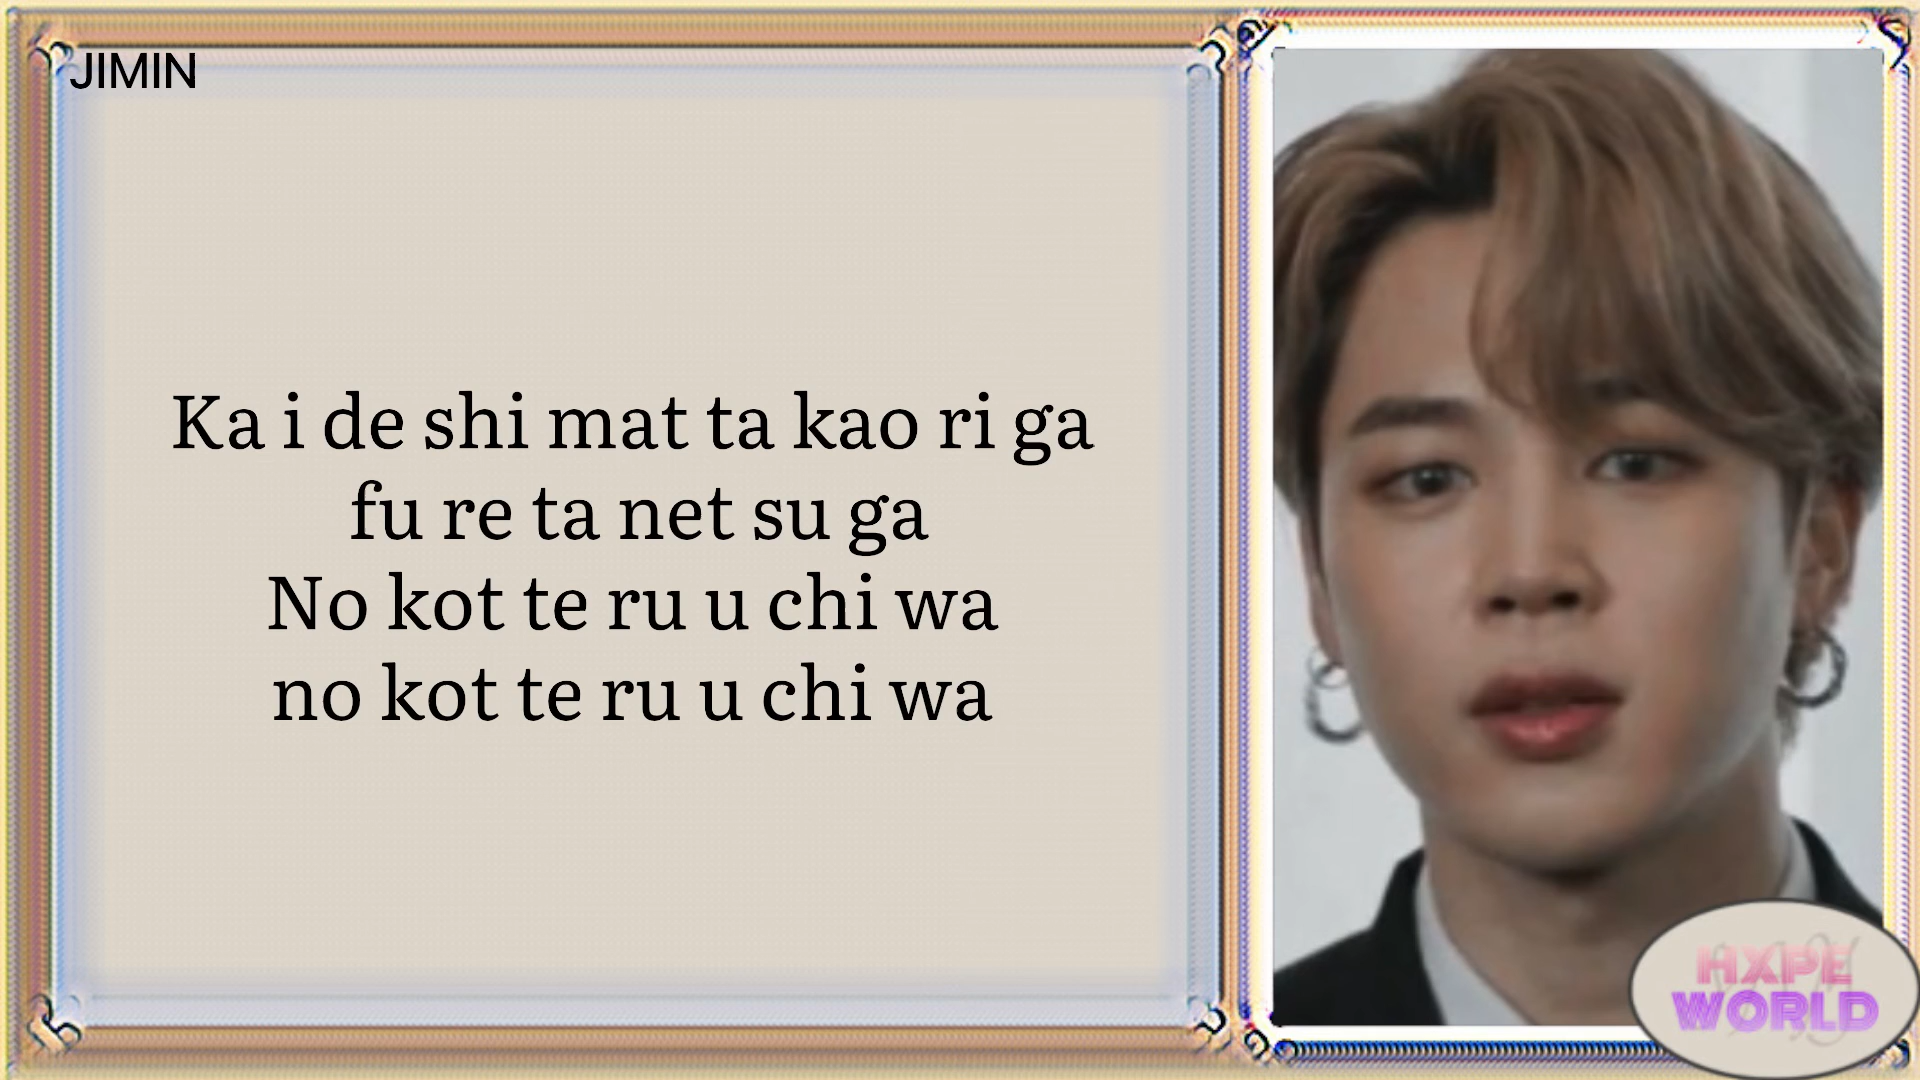 JIMIN
Ka i de shi mat ta kao ri ga
fu re ta net su ga
No kot te ru u chi wa
no kot te ru u chi wa
HXPE
WORLD